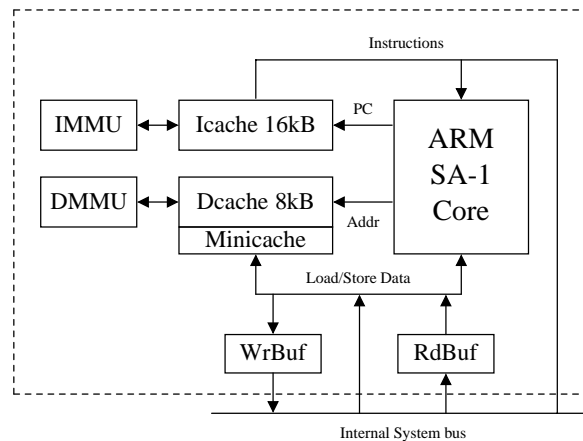 Instructions
IMMU
Icache 16kB
PC
ARM
SA-1
Core
DMMU
Dcache 8kB
Addr
Minicache
Load/Store Data
WrBuf
RdBuf
Internal System bus